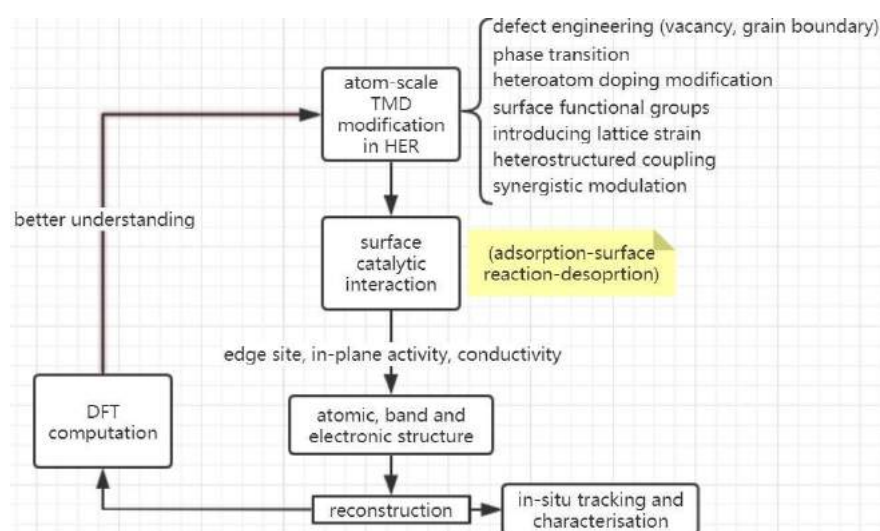 defect engineering (vacancy, grain boundary)
phase transition
heteroatom doping modification
surface functional groups
introducing lattice strain
heterostructured coupling
synergistic modulation
atom-scale
TMD
modification
in HER
better understanding
surface
catalytic
interaction
(adsorption-surface
reaction-desoprtion)
edge site, in-plane activity, conductivity
DFT
computation
atomic, band and
electronic structure
reconstruction
in-situ tracking and
characterisation